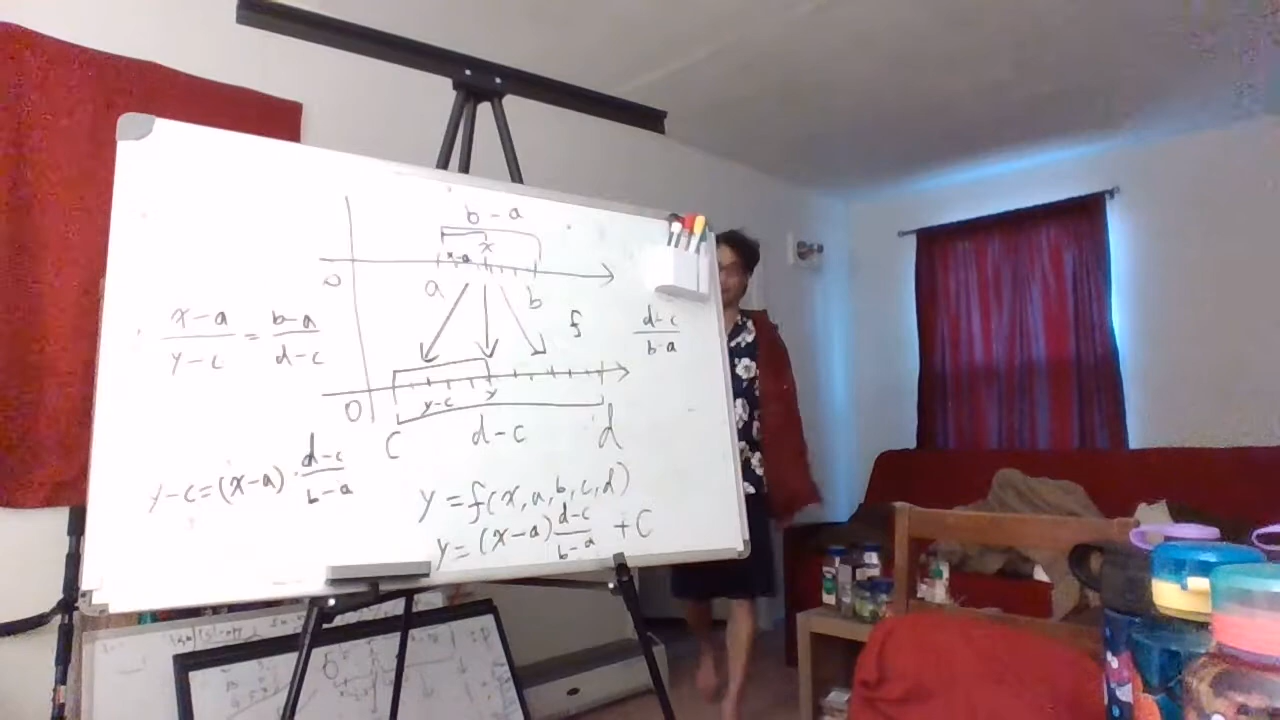 b - a
x-a x
0
a b
f
x-a / y-c = b-a / d-c
d-c / b-a
0
y-c y
C d-c d
y-c=(x-a) · d-c / b-a
y = f(x,a,b,c,d)
y = (x-a) d-c / b-a + C